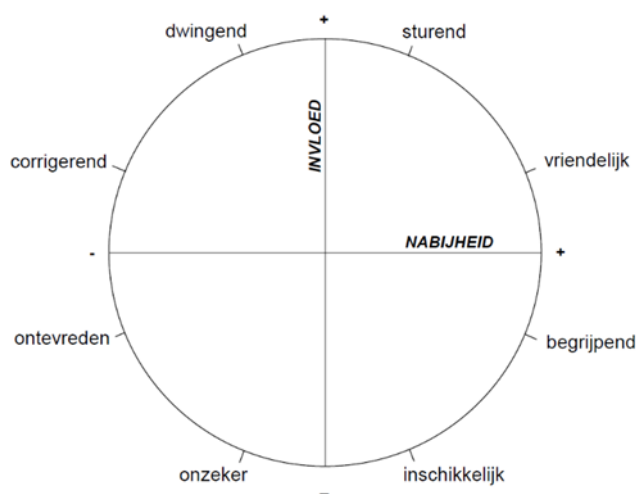 +
dwingend
sturend
INVLOED
corrigerend
vriendelijk
NABIJHEID
-
+
ontevreden
begrijpend
onzeker
inschikkelijk
–